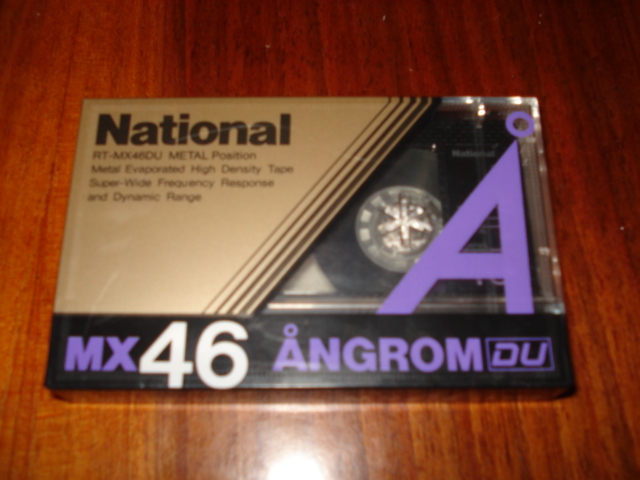 National
RT-MX46DU METAL Position
Metal Evaporated High Density Tape
Super-Wide Frequency Response
and Dynamic Range
National
Å
MX46 ÅNGROM DU